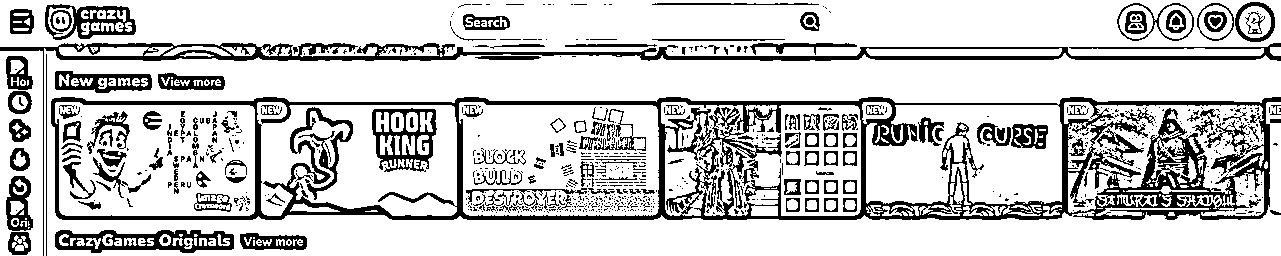 crazy
games
Search
New games View more
NEW
NEW
HOOK
KING
RUNNER
NEW
BLOCK
BUILD
DESTROYER
NEW
NEW
RUNIC CURSE
NEW
SAMURAI'S SHADOW
CrazyGames Originals View more